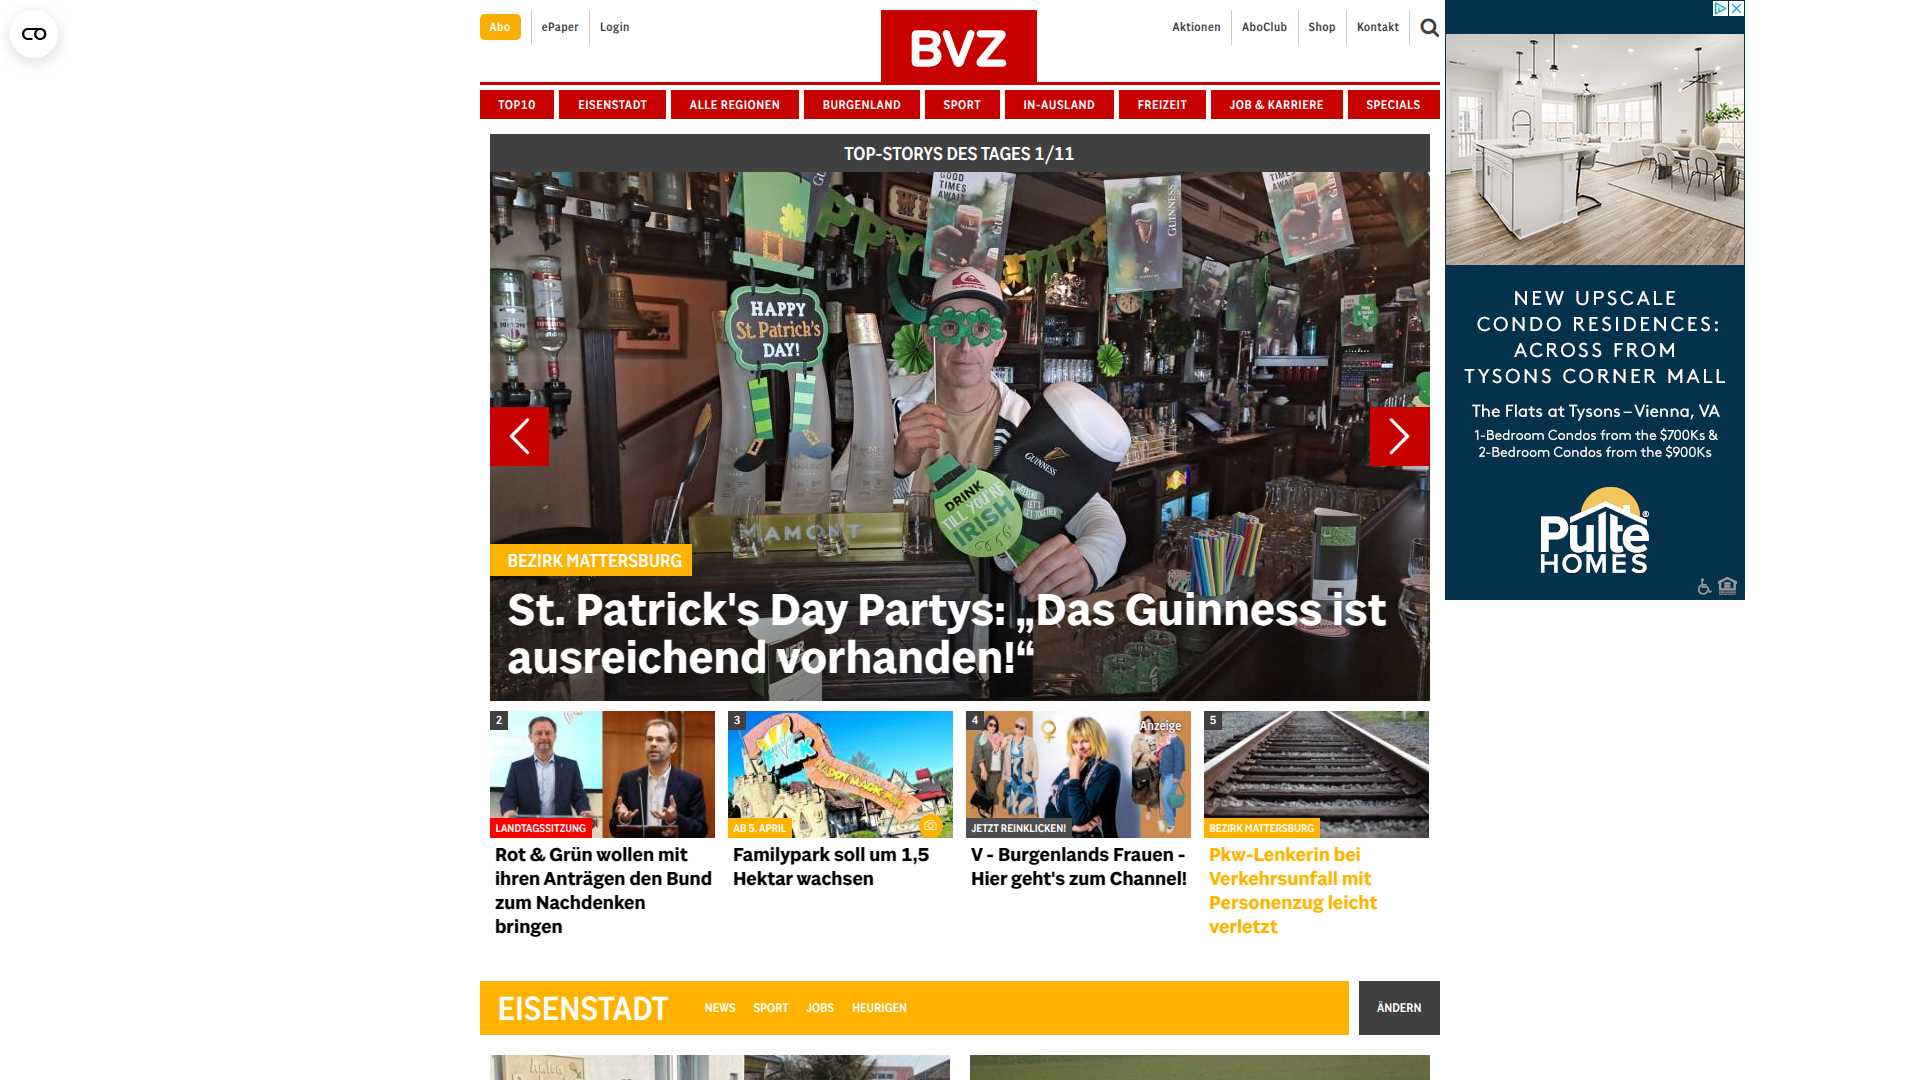 Abo
ePaper
Login
BVZ
Aktionen
AboClub
Shop
Kontakt
TOP10
EISENSTADT
ALLE REGIONEN
BURGENLAND
SPORT
IN-AUSLAND
FREIZEIT
JOB & KARRIERE
SPECIALS
TOP-STORYS DES TAGES 1/11
GOOD
TIMES
GUINNESS
HAPPY
St. Patrick's
DAY!
GUINNESS
DRINK
TILL YOU'RE
IRISH
MAMONT
BEZIRK MATTERSBURG
St. Patrick's Day Partys: „Das Guinness ist
ausreichend vorhanden!“
2
LANDTAGSSITZUNG
Rot & Grün wollen mit
ihren Anträgen den Bund
zum Nachdenken
bringen
3
AB 5. APRIL
Familypark soll um 1,5
Hektar wachsen
4
Anzeige
JETZT REINKLICKEN!
V - Burgenlands Frauen -
Hier geht's zum Channel!
5
BEZIRK MATTERSBURG
Pkw-Lenkerin bei
Verkehrsunfall mit
Personenzug leicht
verletzt
EISENSTADT
NEWS
SPORT
JOBS
HEURIGEN
ÄNDERN
NEW UPSCALE
CONDO RESIDENCES:
ACROSS FROM
TYSONS CORNER MALL
The Flats at Tysons – Vienna, VA
1-Bedroom Condos from the $700Ks &
2-Bedroom Condos from the $900Ks
Pulte®
HOMES